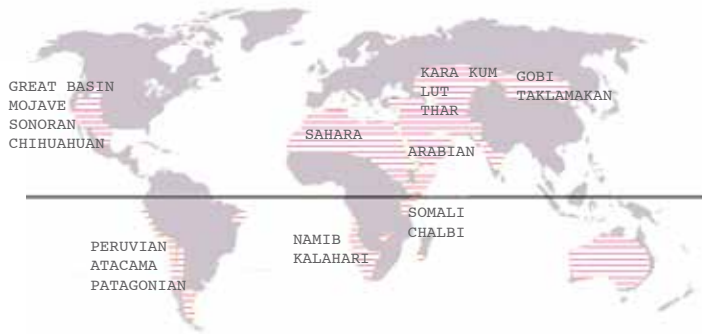 GREAT BASIN
MOJAVE
SONORAN
CHIHUAHUAN
KARA KUM
LUT
THAR
GOBI
TAKLAMAKAN
SAHARA
ARABIAN
SOMALI
CHALBI
PERUVIAN
ATACAMA
PATAGONIAN
NAMIB
KALAHARI